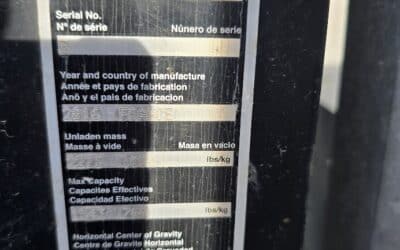 Serial No.
N° de série Núnero de serie
Year and country of manufacture
Année et pays de fabrication
Anõ y el pais de fabricacion
Unladen mass
Masse à vide Masa en vacio
lbs/kg
Max Capacity
Capacites Effectives
Capacidad Efectivo
lbs/kg
Horizontal Center of Gravity
Centre de Gravite Horizontal